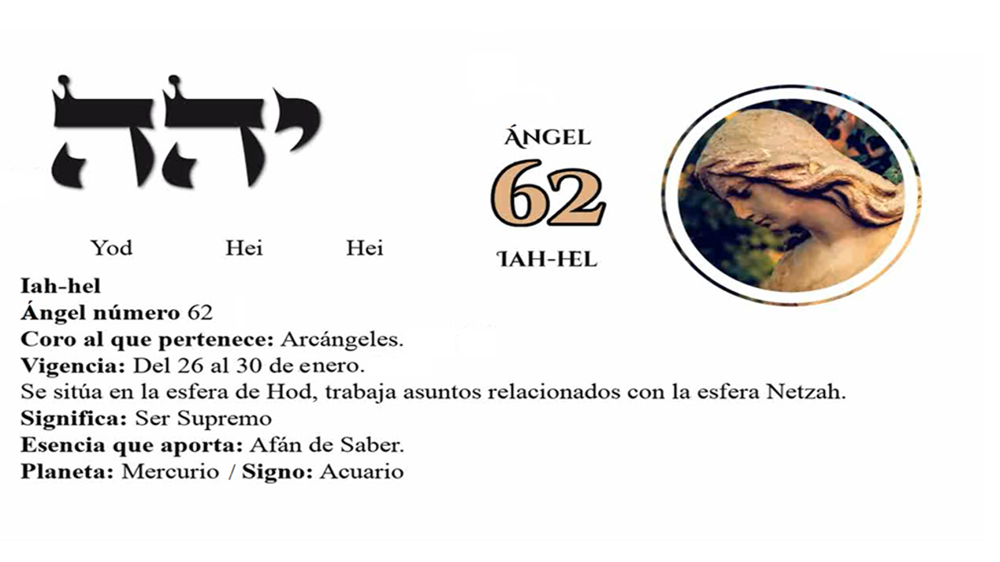 יהה
ÁNGEL
62
IAH-HEL
Yod Hei Hei
Iah-hel
Ángel número 62
Coro al que pertenece: Arcángeles.
Vigencia: Del 26 al 30 de enero.
Se sitúa en la esfera de Hod, trabaja asuntos relacionados con la esfera Netzah.
Significa: Ser Supremo
Esencia que aporta: Afán de Saber.
Planeta: Mercurio / Signo: Acuario